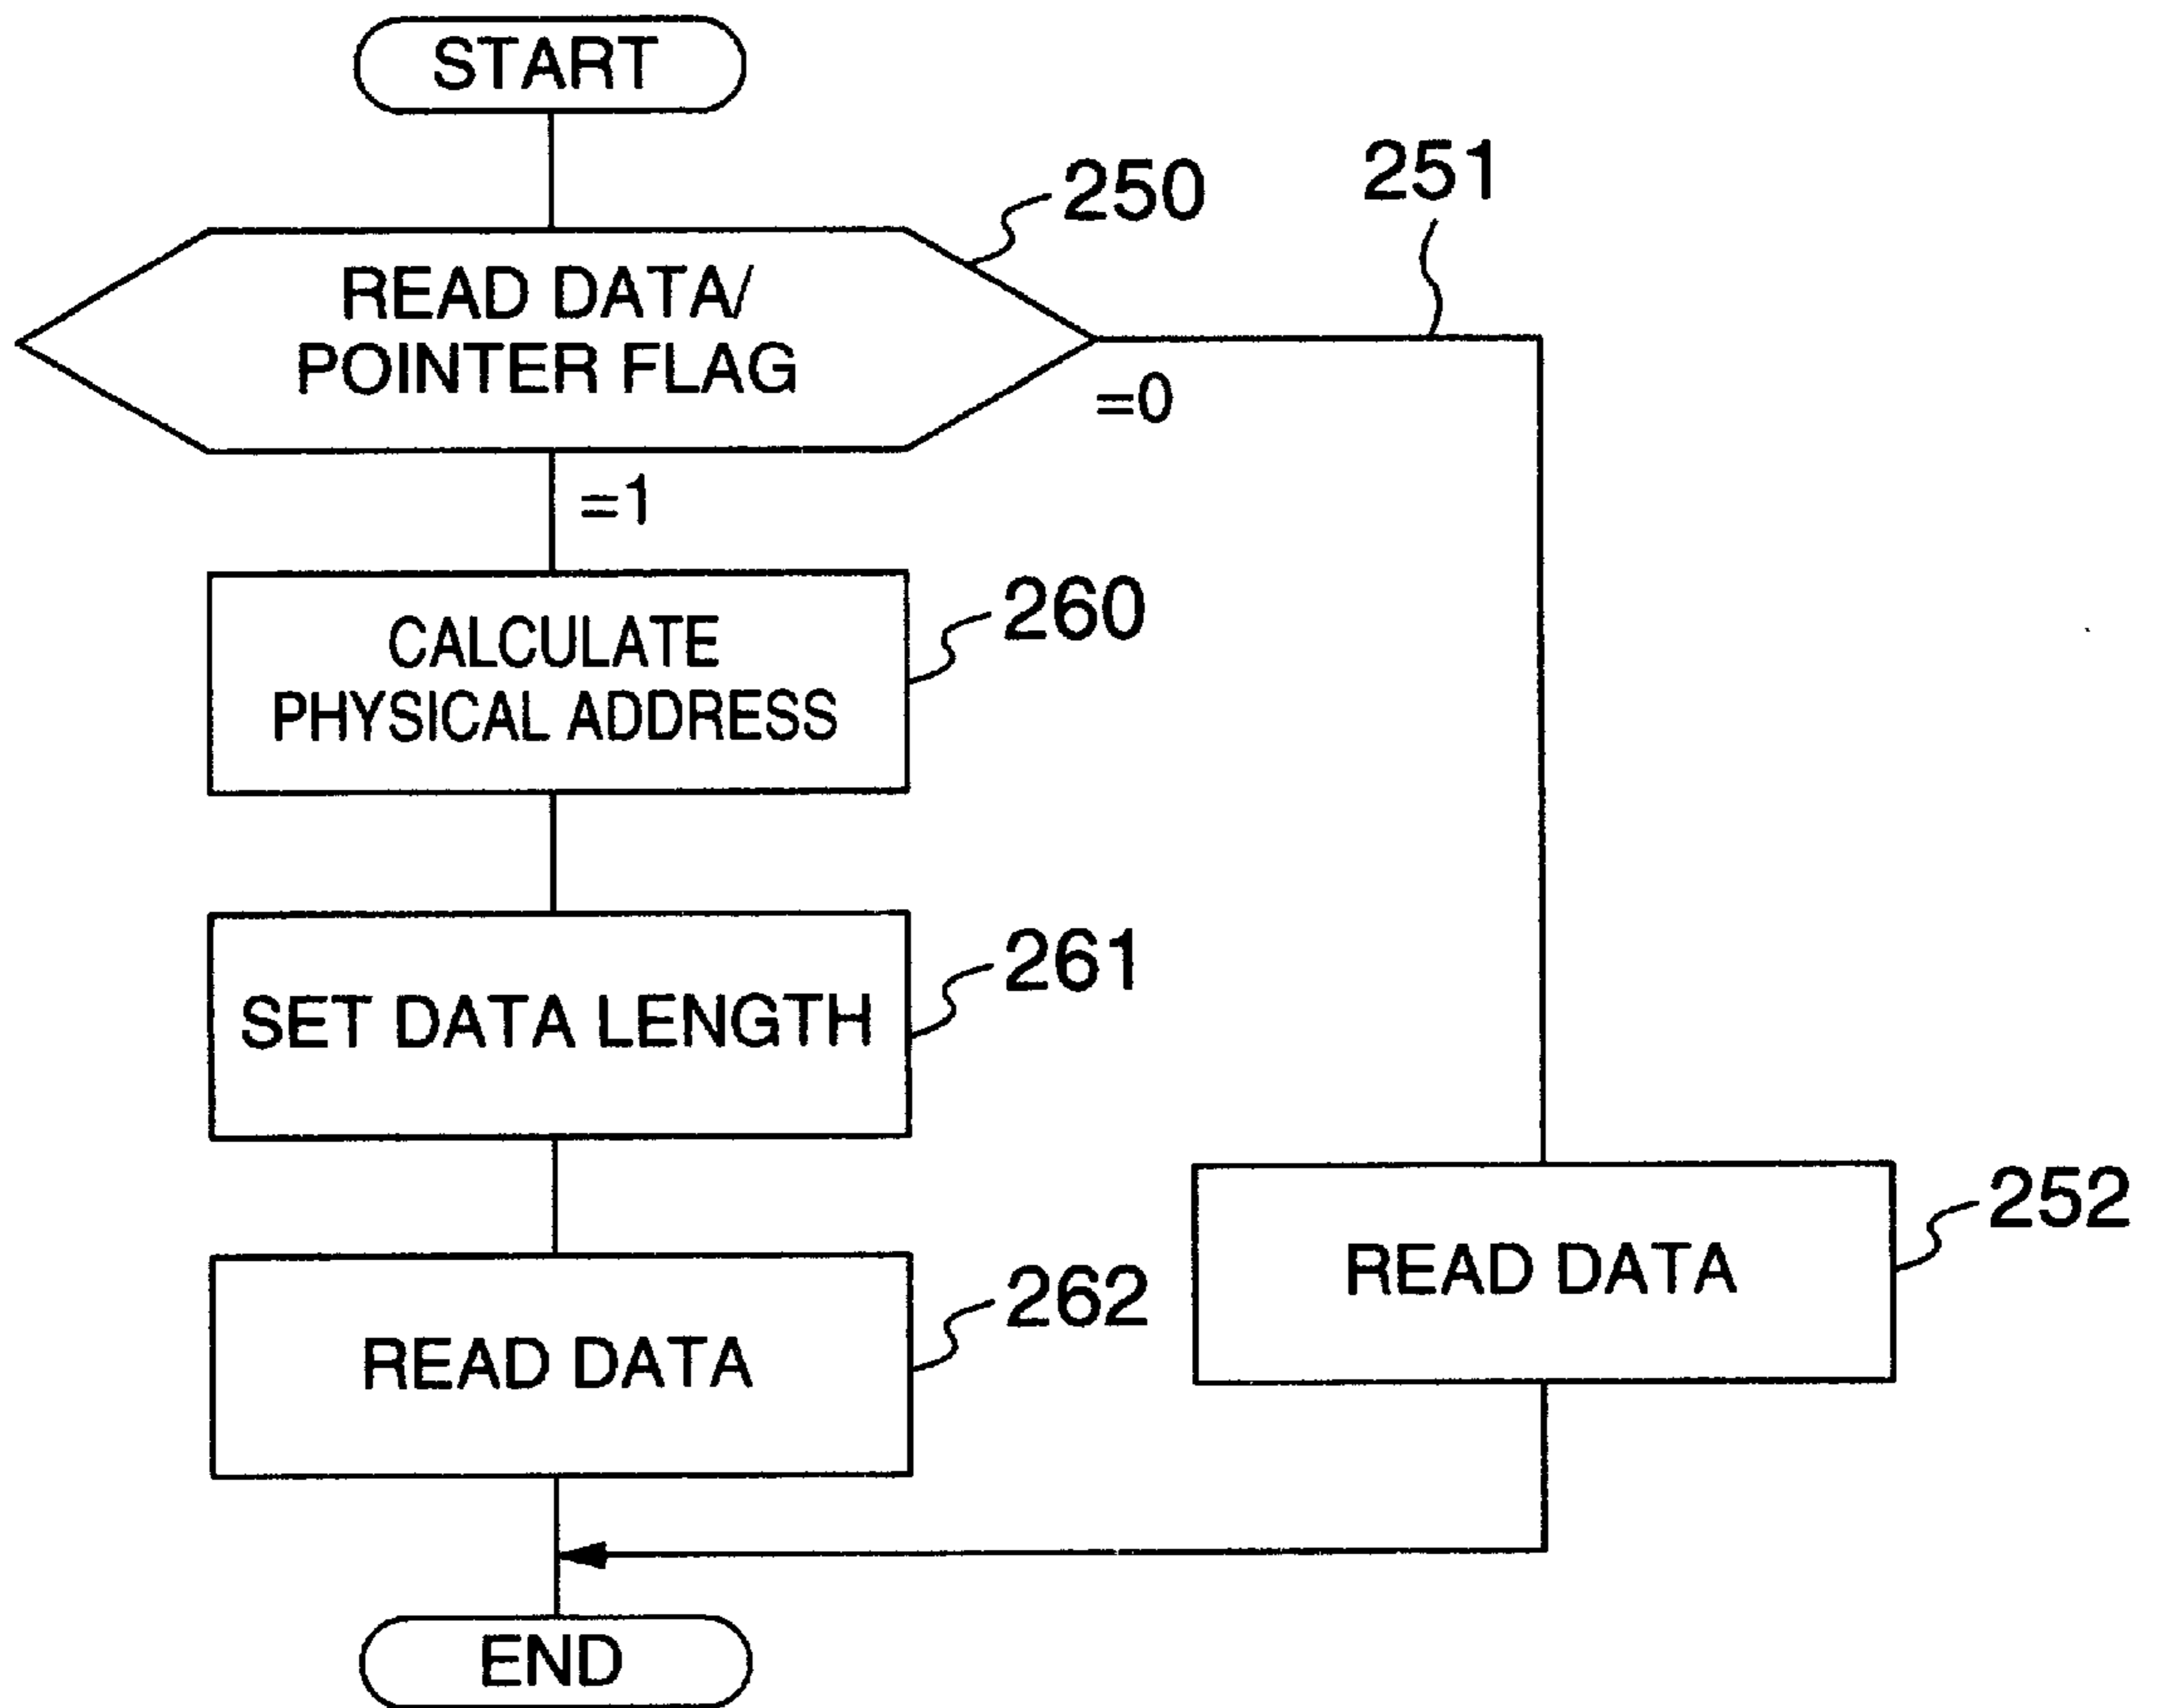 START
250
251
READ DATA/
POINTER FLAG
=0
=1
260
CALCULATE
PHYSICAL ADDRESS
261
SET DATA LENGTH
252
READ DATA
262
READ DATA
END